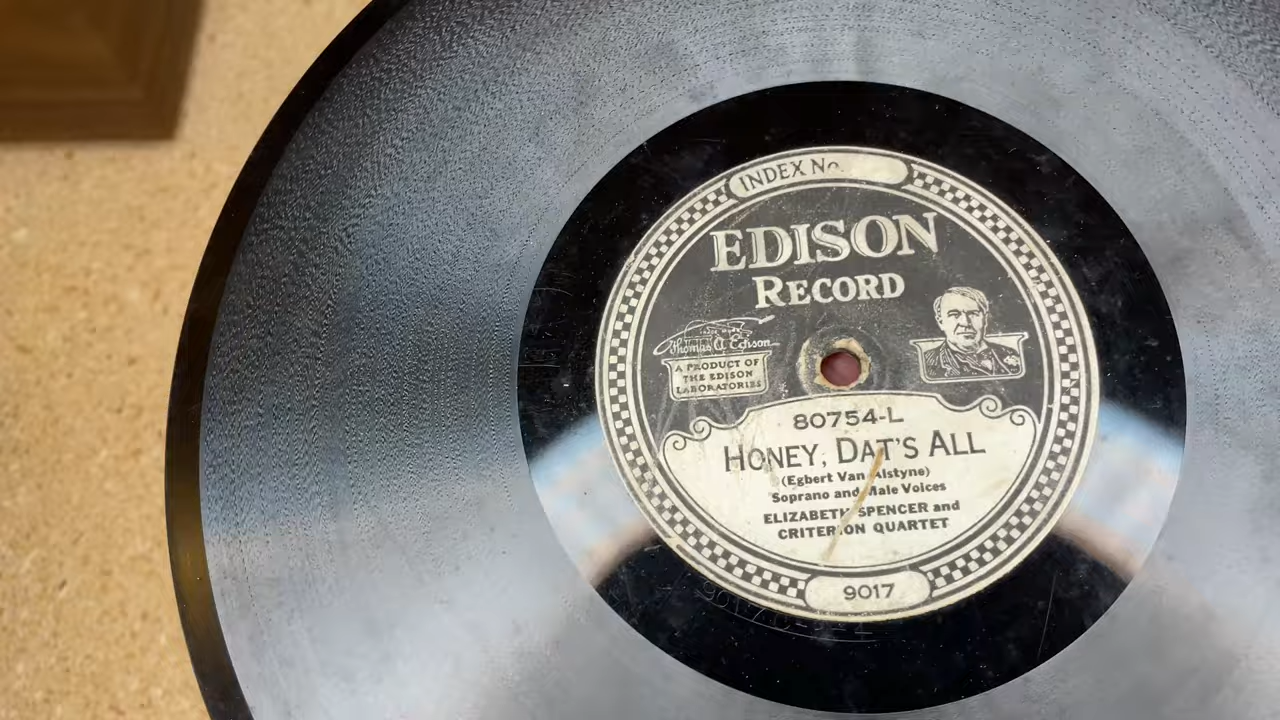 INDEX No.
EDISON
RECORD
Thomas A Edison
A PRODUCT OF
THE EDISON
LABORATORIES
80754-L
HONEY, DAT'S ALL
(Egbert Van Alstyne)
Soprano and Male Voices
ELIZABETH SPENCER and
CRITERION QUARTET
9017